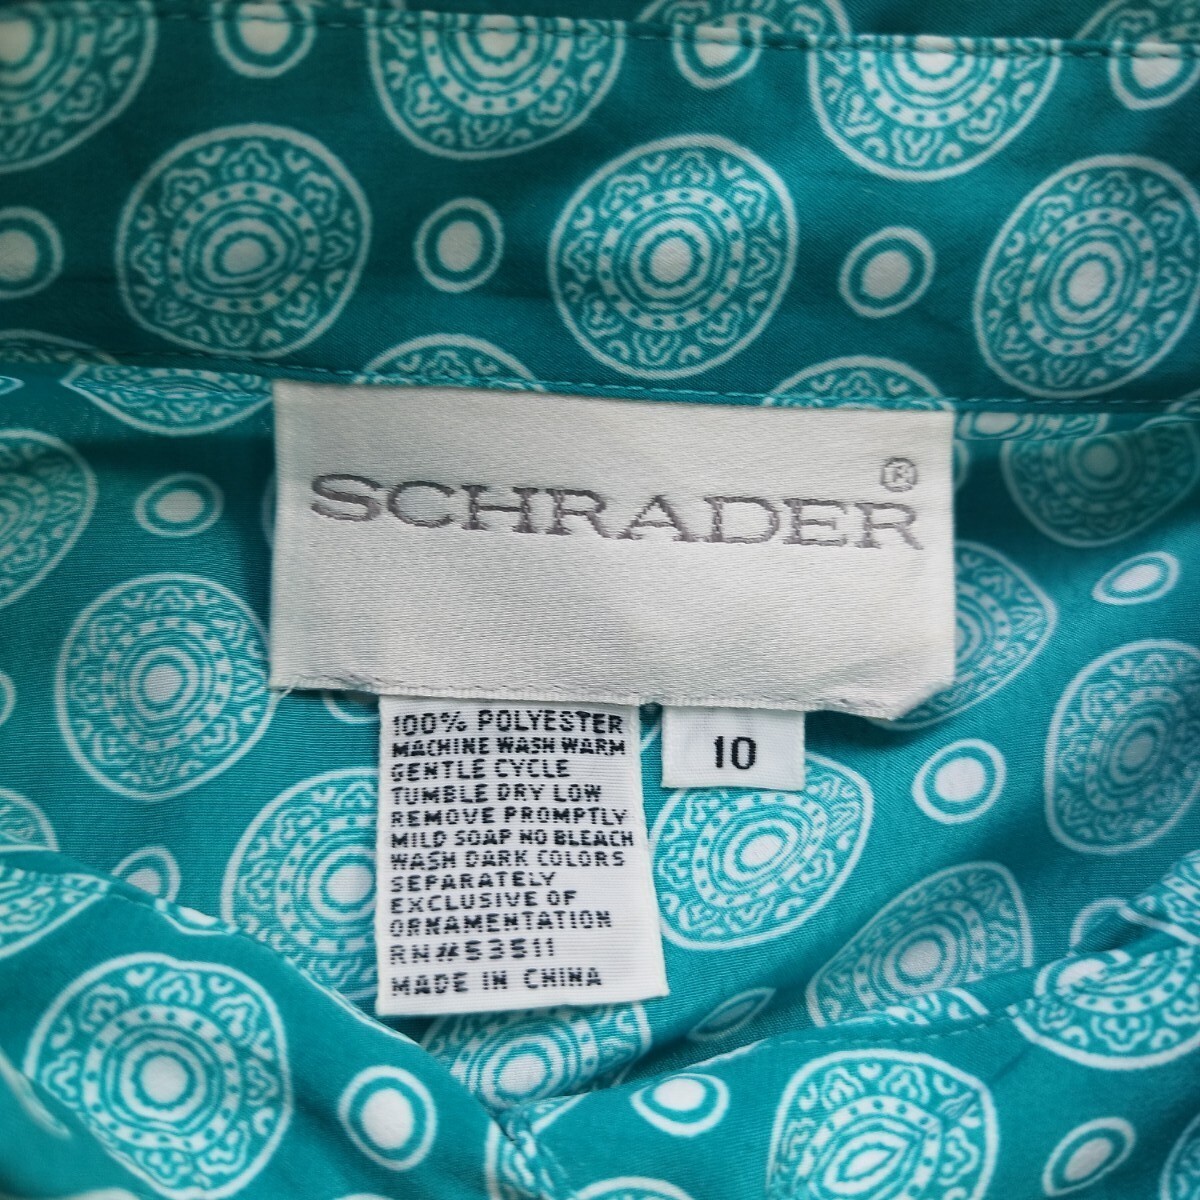 SCHRADER®
100% POLYESTER
MACHINE WASH WARM
GENTLE CYCLE
TUMBLE DRY LOW
REMOVE PROMPTLY
MILD SOAP NO BLEACH
WASH DARK COLORS
SEPARATELY
EXCLUSIVE OF
ORNAMENTATION
RN#53511
MADE IN CHINA
10